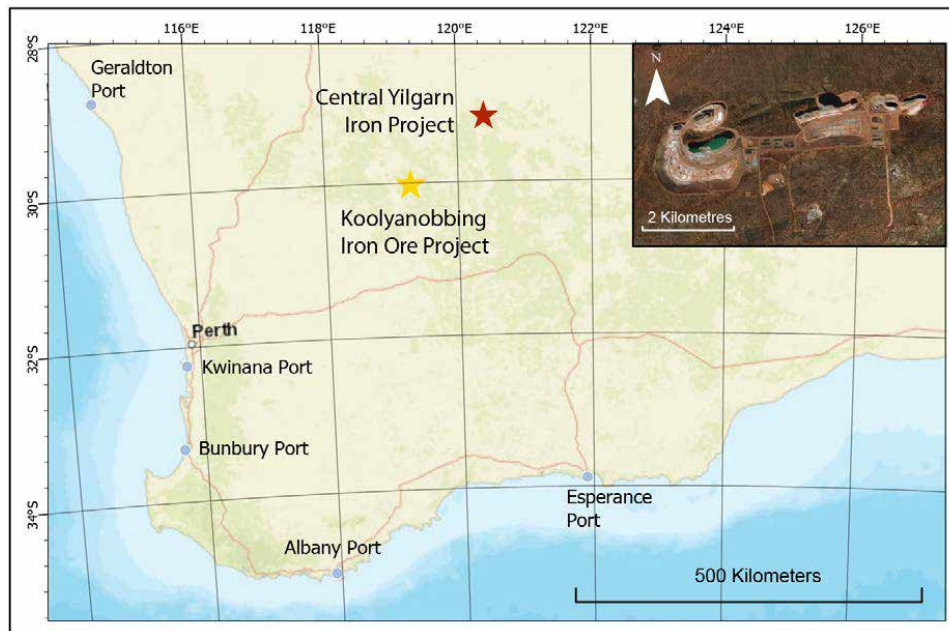 116°E
118°E
120°E
122°E
124°E
126°E
28°S
30°S
32°S
34°S
Geraldton
Port
Central Yilgarn
Iron Project
Koolyanobbing
Iron Ore Project
N
2 Kilometres
Perth
Kwinana Port
Bunbury Port
Albany Port
Esperance
Port
500 Kilometers